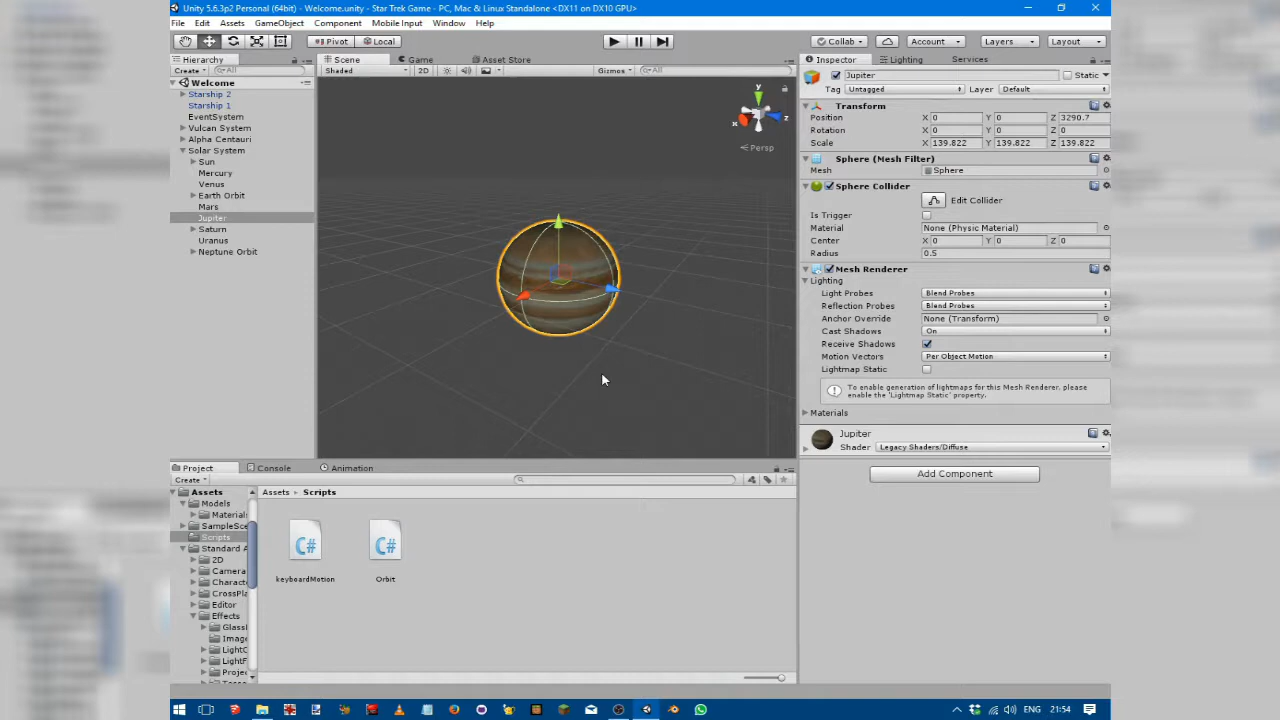 Unity 5.6.3p2 Personal (64bit) - Welcome.unity - Star Trek Game - PC, Mac & Linux Standalone <DX11 on DX10 GPU>
File Edit Assets GameObject Component Mobile Input Window Help
Pivot Local Collab Account Layers Layout
Hierarchy
Create All
Welcome
Starship 2
Starship 1
EventSystem
Vulcan System
Alpha Centauri
Solar System
Sun
Mercury
Venus
Earth Orbit
Mars
Jupiter
Saturn
Uranus
Neptune Orbit
Scene Game Asset Store
Shaded 2D Gizmos All
y
x z
Persp
Inspector Lighting Services
Jupiter Static
Tag Untagged Layer Default
Transform
Position X 0 Y 0 Z 3290.7
Rotation X 0 Y 0 Z 0
Scale X 139.822 Y 139.822 Z 139.822
Sphere (Mesh Filter)
Mesh Sphere
Sphere Collider
Edit Collider
Is Trigger
Material None (Physic Material)
Center X 0 Y 0 Z 0
Radius 0.5
Mesh Renderer
Lighting
Light Probes Blend Probes
Reflection Probes Blend Probes
Anchor Override None (Transform)
Cast Shadows On
Receive Shadows
Motion Vectors Per Object Motion
Lightmap Static
To enable generation of lightmaps for this Mesh Renderer, please
enable the 'Lightmap Static' property.
Materials
Jupiter
Shader Legacy Shaders/Diffuse
Add Component
Project Console Animation
Create
Assets
Models
Material
SampleSce
Scripts
Standard A
2D
Camera
Charact
CrossPla
Editor
Effects
Glass
Image
LightC
LightF
Projec
Assets Scripts
C# C#
keyboardMotion Orbit
ENG 21:54